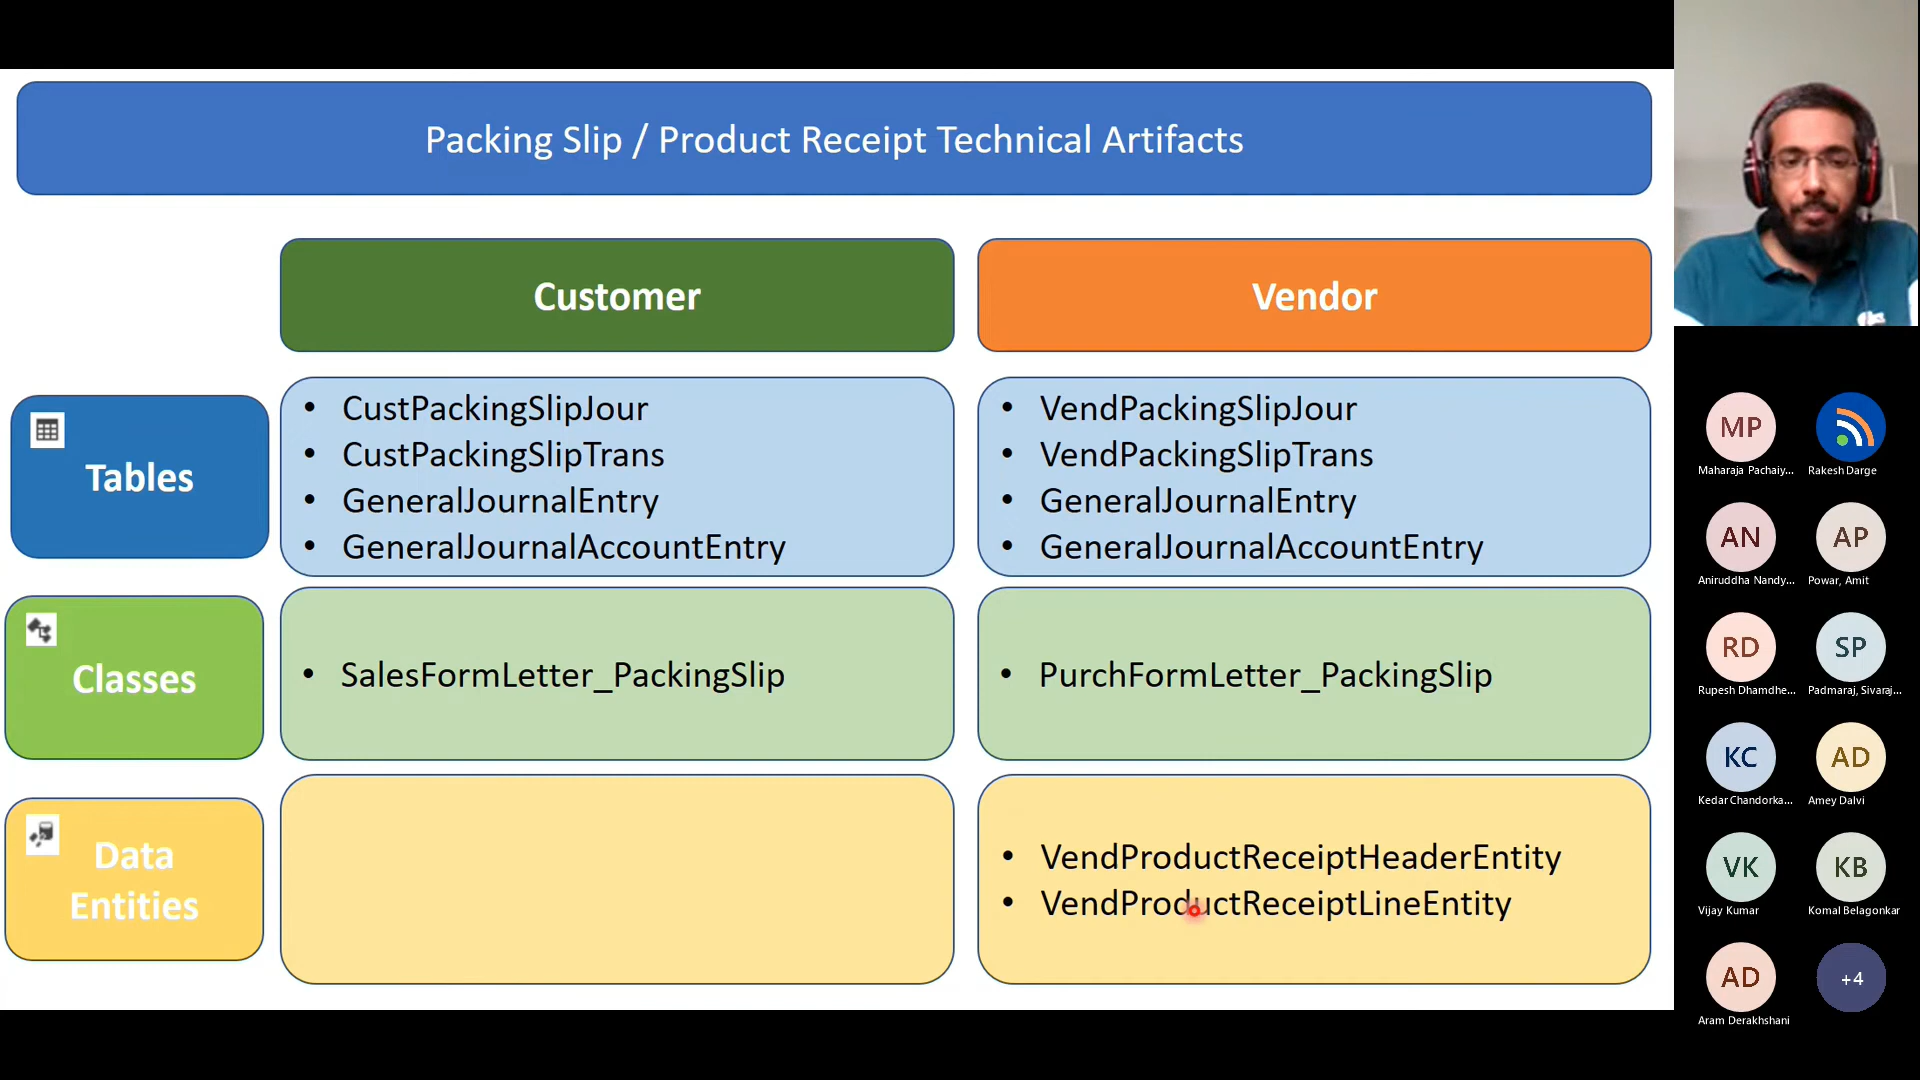 Packing Slip / Product Receipt Technical Artifacts
Customer
Vendor
Tables
• CustPackingSlipJour
• CustPackingSlipTrans
• GeneralJournalEntry
• GeneralJournalAccountEntry
• VendPackingSlipJour
• VendPackingSlipTrans
• GeneralJournalEntry
• GeneralJournalAccountEntry
Classes
• SalesFormLetter_PackingSlip
• PurchFormLetter_PackingSlip
Data
Entities
• VendProductReceiptHeaderEntity
• VendProductReceiptLineEntity
MP
Maharaja Pachaiy...
Rakesh Darge
AN
Aniruddha Nandy...
AP
Powar, Amit
RD
Rupesh Dhamdhe...
SP
Padmaraj, Sivaraj...
KC
Kedar Chandorka...
AD
Amey Dalvi
VK
Vijay Kumar
KB
Komal Belagonkar
AD
Aram Derakhshani
+4